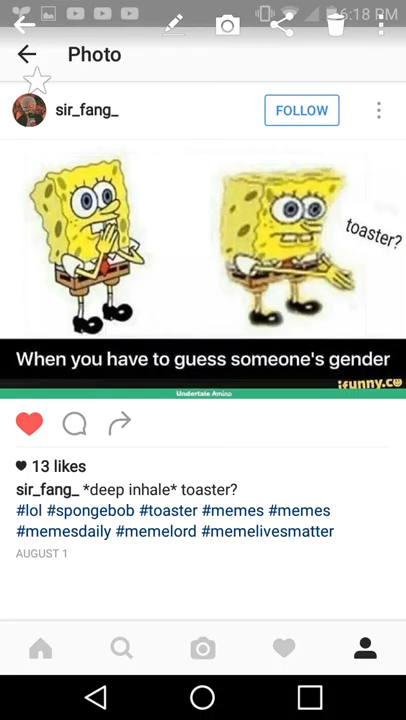 6:18 PM
Photo
sir_fang_
FOLLOW
toaster?
When you have to guess someone's gender
ifunny.co
Undertale Amino
13 likes
sir_fang_ *deep inhale* toaster?
#lol #spongebob #toaster #memes #memes
#memesdaily #memelord #memelivesmatter
AUGUST 1